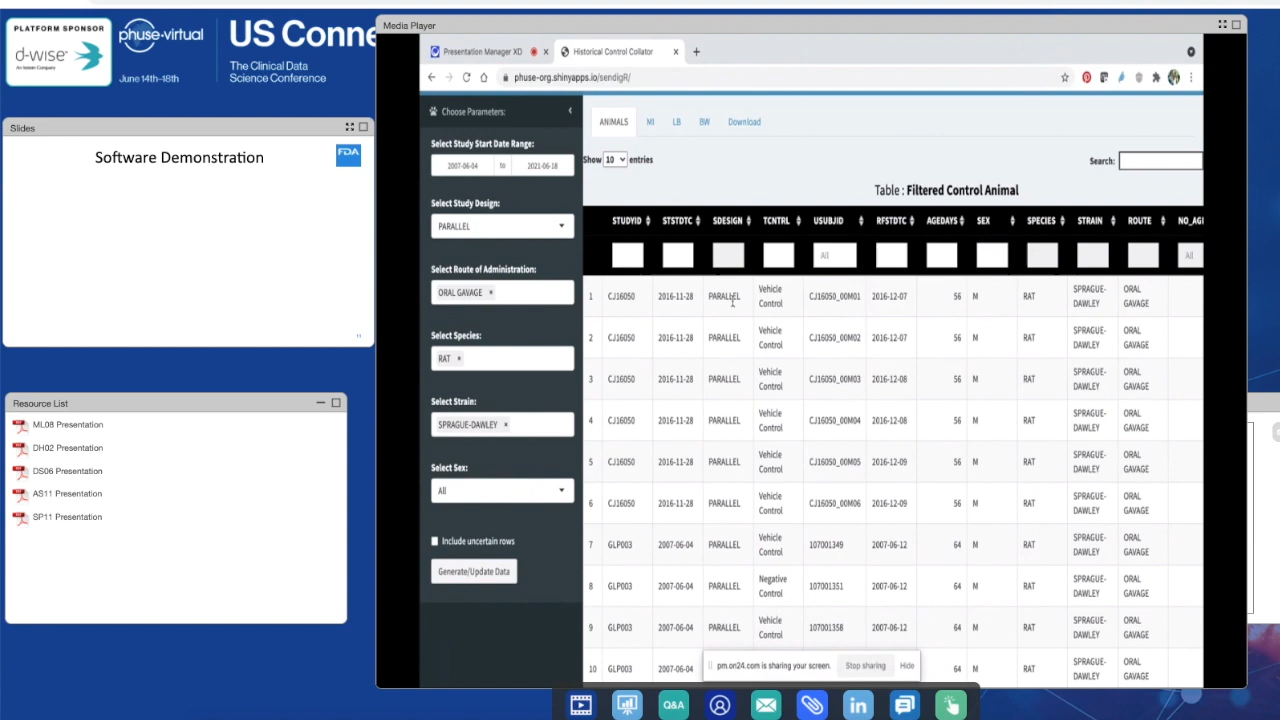 PLATFORM SPONSOR
d-wise
An Instem Company
phuse•virtual
June 14th-18th
US Conne
The Clinical Data
Science Conference
Slides
Software Demonstration
FDA
11
Resource List
ML08 Presentation
DH02 Presentation
DS06 Presentation
AS11 Presentation
SP11 Presentation
Media Player
Presentation Manager XD
Historical Control Collator
phuse-org.shinyapps.io/sendigR/
Choose Parameters:
Select Study Start Date Range:
2007-06-04 to 2021-06-18
Select Study Design:
PARALLEL
Select Route of Administration:
ORAL GAVAGE ×
Select Species:
RAT ×
Select Strain:
SPRAGUE-DAWLEY ×
Select Sex:
All
Include uncertain rows
Generate/Update Data
ANIMALS MI LB BW Download
Show 10 entries
Search:
Table : Filtered Control Animal
STUDYID STSTDTC SDESIGN TCNTRL USUBJID RFSTDTC AGEDAYS SEX SPECIES STRAIN ROUTE NO_AG
All All
1 CJ16050 2016-11-28 PARALLEL Vehicle Control CJ16050_00M01 2016-12-07 56 M RAT SPRAGUE-DAWLEY ORAL GAVAGE
2 CJ16050 2016-11-28 PARALLEL Vehicle Control CJ16050_00M02 2016-12-07 56 M RAT SPRAGUE-DAWLEY ORAL GAVAGE
3 CJ16050 2016-11-28 PARALLEL Vehicle Control CJ16050_00M03 2016-12-08 56 M RAT SPRAGUE-DAWLEY ORAL GAVAGE
4 CJ16050 2016-11-28 PARALLEL Vehicle Control CJ16050_00M04 2016-12-08 56 M RAT SPRAGUE-DAWLEY ORAL GAVAGE
5 CJ16050 2016-11-28 PARALLEL Vehicle Control CJ16050_00M05 2016-12-09 56 M RAT SPRAGUE-DAWLEY ORAL GAVAGE
6 CJ16050 2016-11-28 PARALLEL Vehicle Control CJ16050_00M06 2016-12-09 56 M RAT SPRAGUE-DAWLEY ORAL GAVAGE
7 GLP003 2007-06-04 PARALLEL Vehicle Control 107001349 2007-06-12 64 M RAT SPRAGUE-DAWLEY ORAL GAVAGE
8 GLP003 2007-06-04 PARALLEL Negative Control 107001351 2007-06-12 64 M RAT SPRAGUE-DAWLEY ORAL GAVAGE
9 GLP003 2007-06-04 PARALLEL Vehicle Control 107001358 2007-06-12 64 M RAT SPRAGUE-DAWLEY ORAL GAVAGE
10 GLP003 2007-06-04 64 M RAT SPRAGUE-DAWLEY ORAL GAVAGE
pm.on24.com is sharing your screen. Stop sharing Hide
Q&A
in